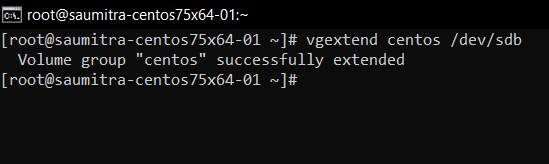 root@saumitra-centos75x64-01:~
[root@saumitra-centos75x64-01 ~]# vgextend centos /dev/sdb
  Volume group "centos" successfully extended
[root@saumitra-centos75x64-01 ~]#